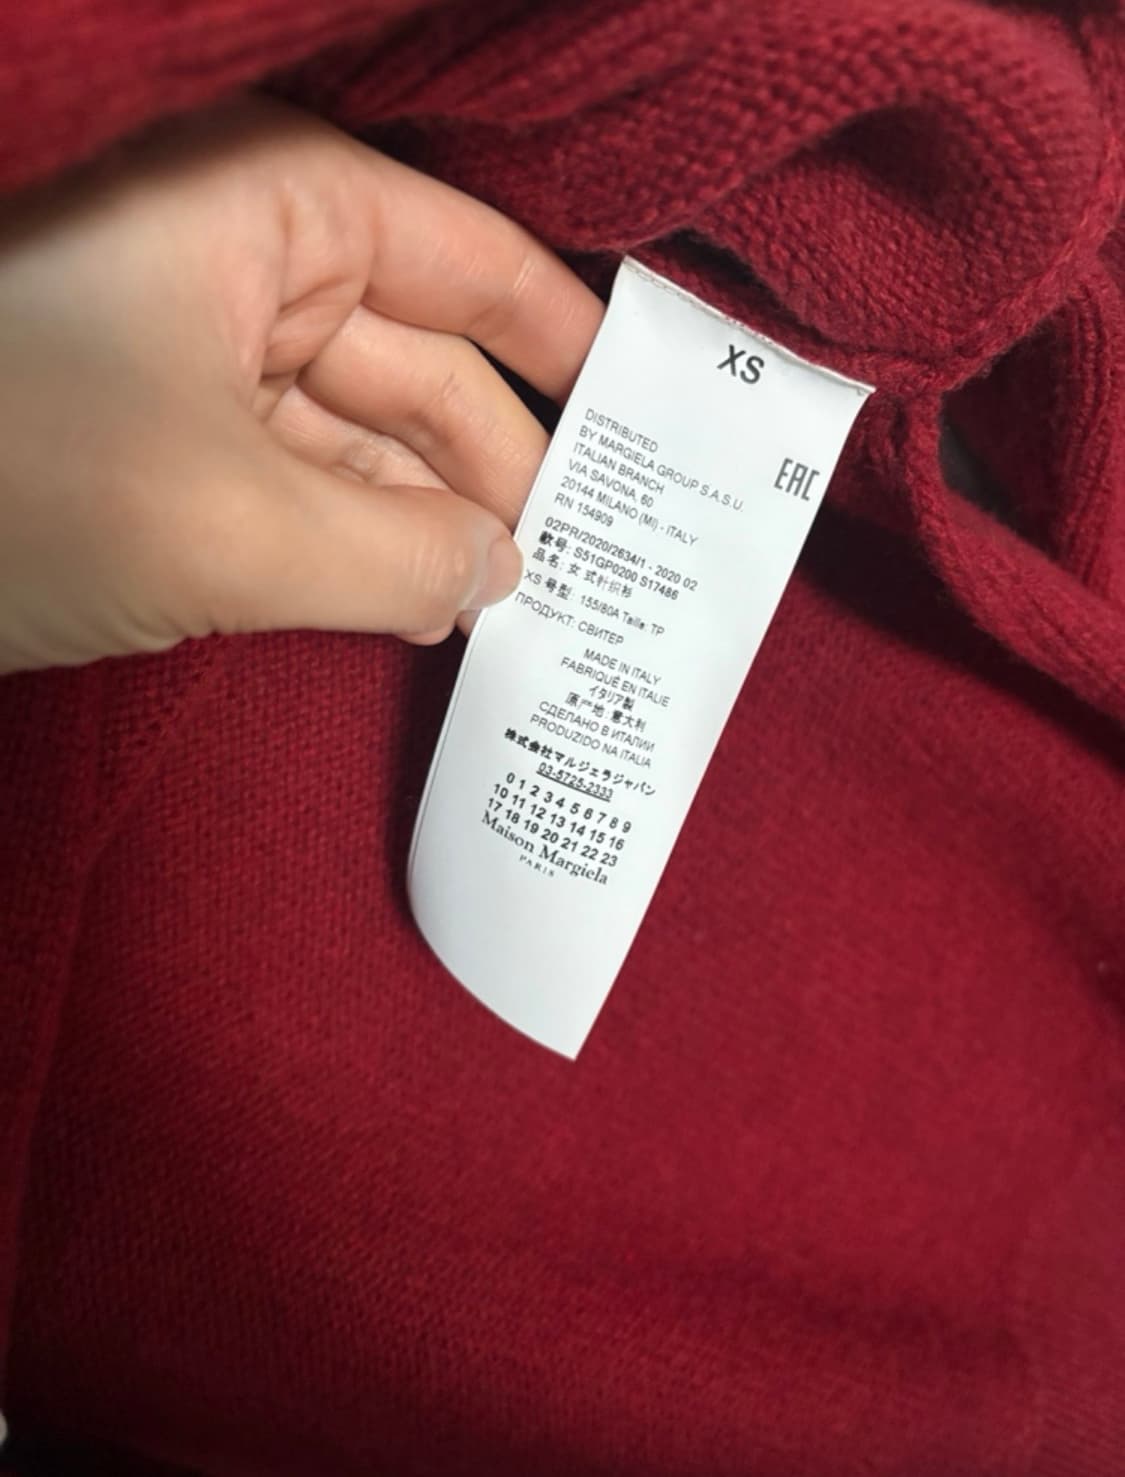 XS
EAC
DISTRIBUTED
BY MARGIELA GROUP S.A.S.U.
ITALIAN BRANCH
VIA SAVONA, 60
20144 MILANO (MI) - ITALY
RN 154909
02PR/2020/2634/1 - 2020 02
款号: S51GP0200 S17486
品名: 女 式针织衫
XS 号型: 155/80A Taille: TP
ПРОДУКТ: СВИТЕР
MADE IN ITALY
FABRIQUÉ EN ITALIE
イタリア製
原产地: 意大利
СДЕЛАНО В ИТАЛИИ
PRODUZIDO NA ITALIA
株式会社マルジェラジャパン
03-5725-2333
0 1 2 3 4 5 6 7 8 9
10 11 12 13 14 15 16
17 18 19 20 21 22 23
Maison Margiela
PARIS